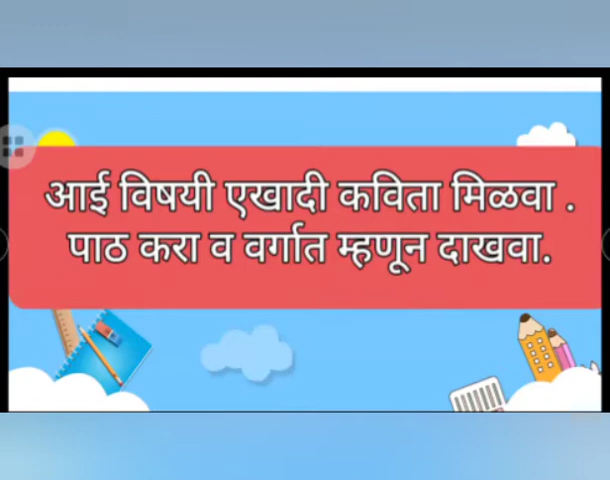 आई विषयी एखादी कविता मिळवा .
पाठ करा व वर्गात म्हणून दाखवा.